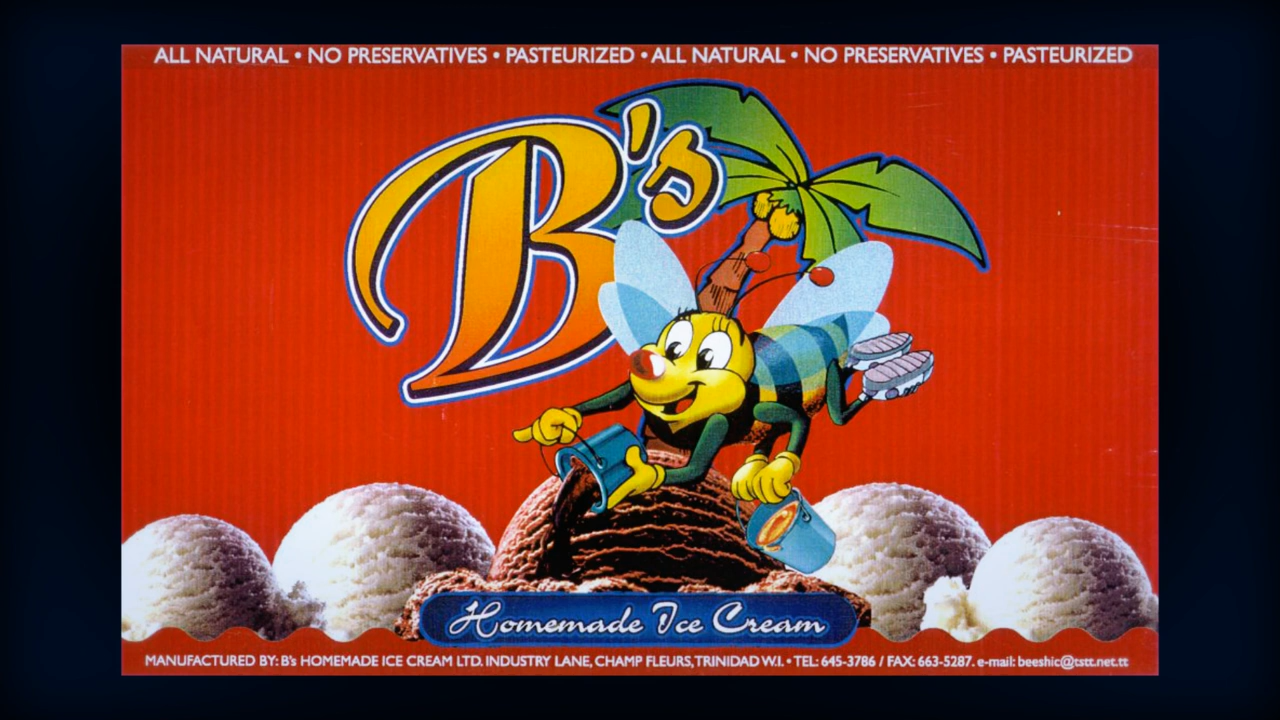 ALL NATURAL • NO PRESERVATIVES • PASTEURIZED • ALL NATURAL • NO PRESERVATIVES • PASTEURIZED
B's
Homemade Ice Cream
MANUFACTURED BY: B's HOMEMADE ICE CREAM LTD. INDUSTRY LANE, CHAMP FLEURS, TRINIDAD W.I. • TEL: 645-3786 / FAX: 663-5287. e-mail: beeshic@tstt.net.tt